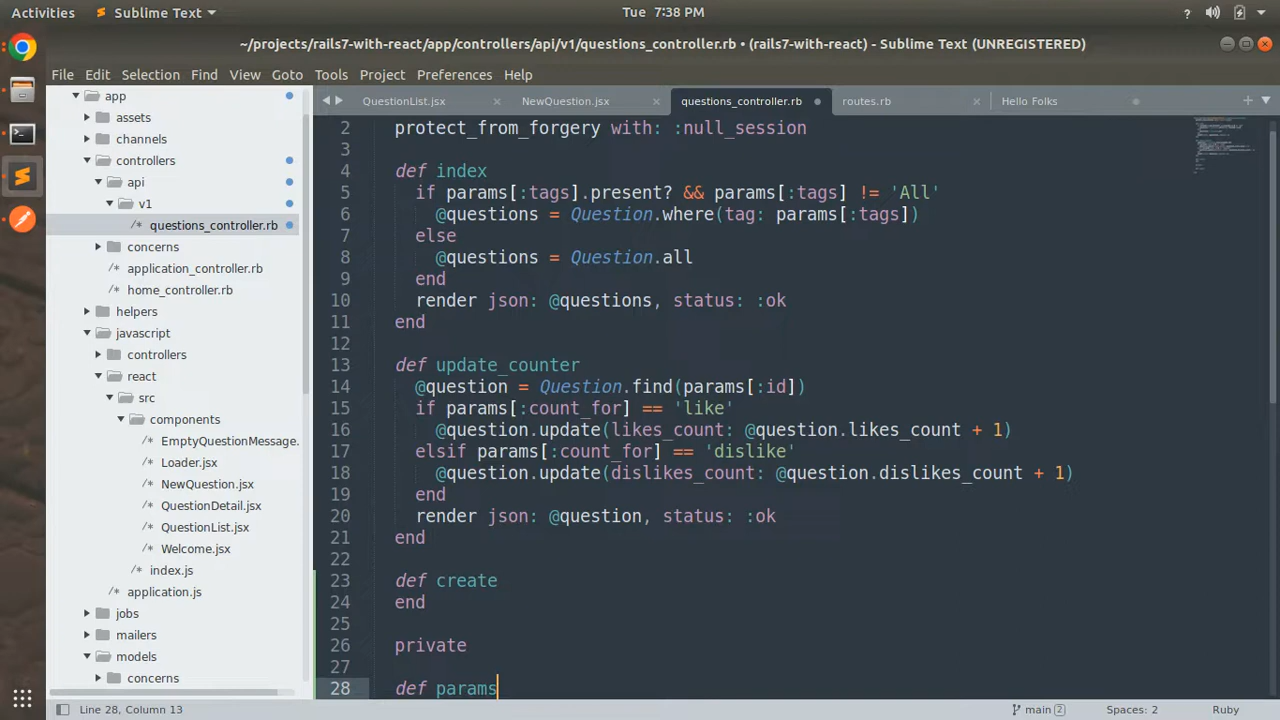 Activities Sublime Text Tue 7:38 PM ?
~/projects/rails7-with-react/app/controllers/api/v1/questions_controller.rb • (rails7-with-react) - Sublime Text (UNREGISTERED)
File Edit Selection Find View Goto Tools Project Preferences Help
QuestionList.jsx NewQuestion.jsx questions_controller.rb routes.rb Hello Folks
app
assets
channels
controllers
api
v1
/* questions_controller.rb
concerns
/* application_controller.rb
/* home_controller.rb
helpers
javascript
controllers
react
src
components
/* EmptyQuestionMessage.
/* Loader.jsx
/* NewQuestion.jsx
/* QuestionDetail.jsx
/* QuestionList.jsx
/* Welcome.jsx
/* index.js
/* application.js
jobs
mailers
models
concerns
2 protect_from_forgery with: :null_session
3
4 def index
5 if params[:tags].present? && params[:tags] != 'All'
6 @questions = Question.where(tag: params[:tags])
7 else
8 @questions = Question.all
9 end
10 render json: @questions, status: :ok
11 end
12
13 def update_counter
14 @question = Question.find(params[:id])
15 if params[:count_for] == 'like'
16 @question.update(likes_count: @question.likes_count + 1)
17 elsif params[:count_for] == 'dislike'
18 @question.update(dislikes_count: @question.dislikes_count + 1)
19 end
20 render json: @question, status: :ok
21 end
22
23 def create
24 end
25
26 private
27
28 def params
Line 28, Column 13 main 2 Spaces: 2 Ruby